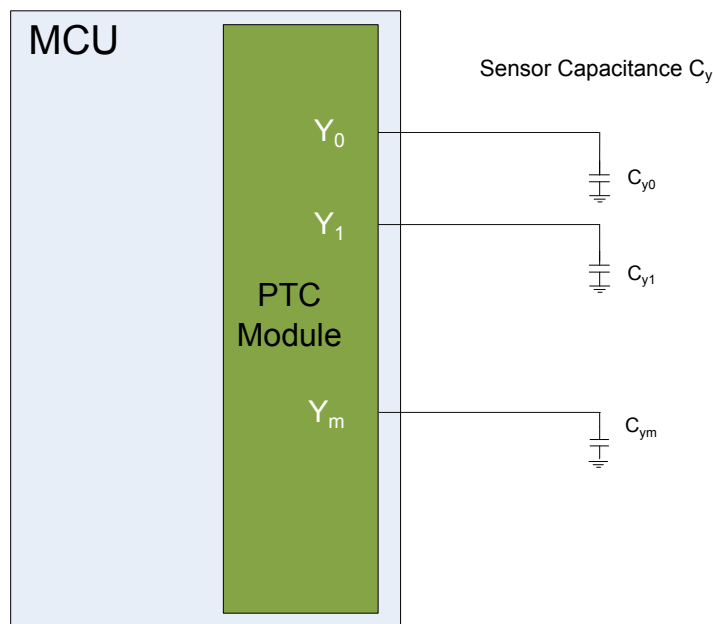 MCU
Sensor Capacitance Cy
Y0
Cy0
Y1
Cy1
PTC
Module
Ym
Cym